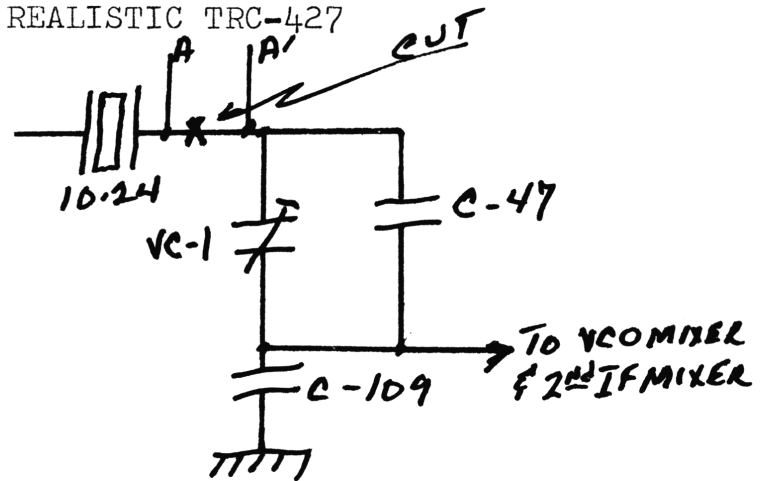 REALISTIC TRC-427
A
A'
CUT
10.24
VC-1
C-47
TO VCO MIXER
& 2nd IF MIXER
C-109